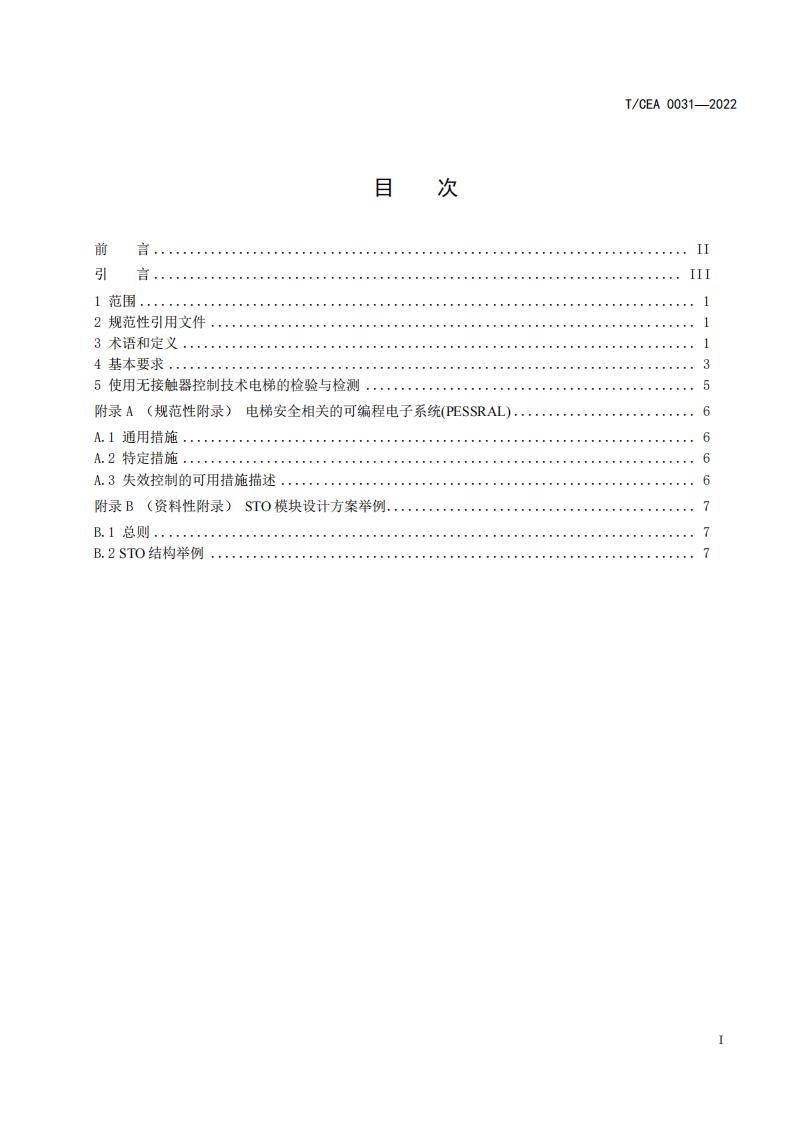 T/CEA 0031—2022
目 次
前 言 ........................................................................... II
引 言 .......................................................................... III
1 范围 ............................................................................... 1
2 规范性引用文件 ..................................................................... 1
3 术语和定义 ......................................................................... 1
4 基本要求 ........................................................................... 3
5 使用无接触器控制技术电梯的检验与检测 ............................................... 5
附录 A （规范性附录） 电梯安全相关的可编程电子系统(PESSRAL) .......................... 6
A.1 通用措施 ......................................................................... 6
A.2 特定措施 ......................................................................... 6
A.3 失效控制的可用措施描述 ........................................................... 6
附录 B （资料性附录） STO 模块设计方案举例 ........................................... 7
B.1 总则 ............................................................................. 7
B.2 STO 结构举例 ..................................................................... 7
I